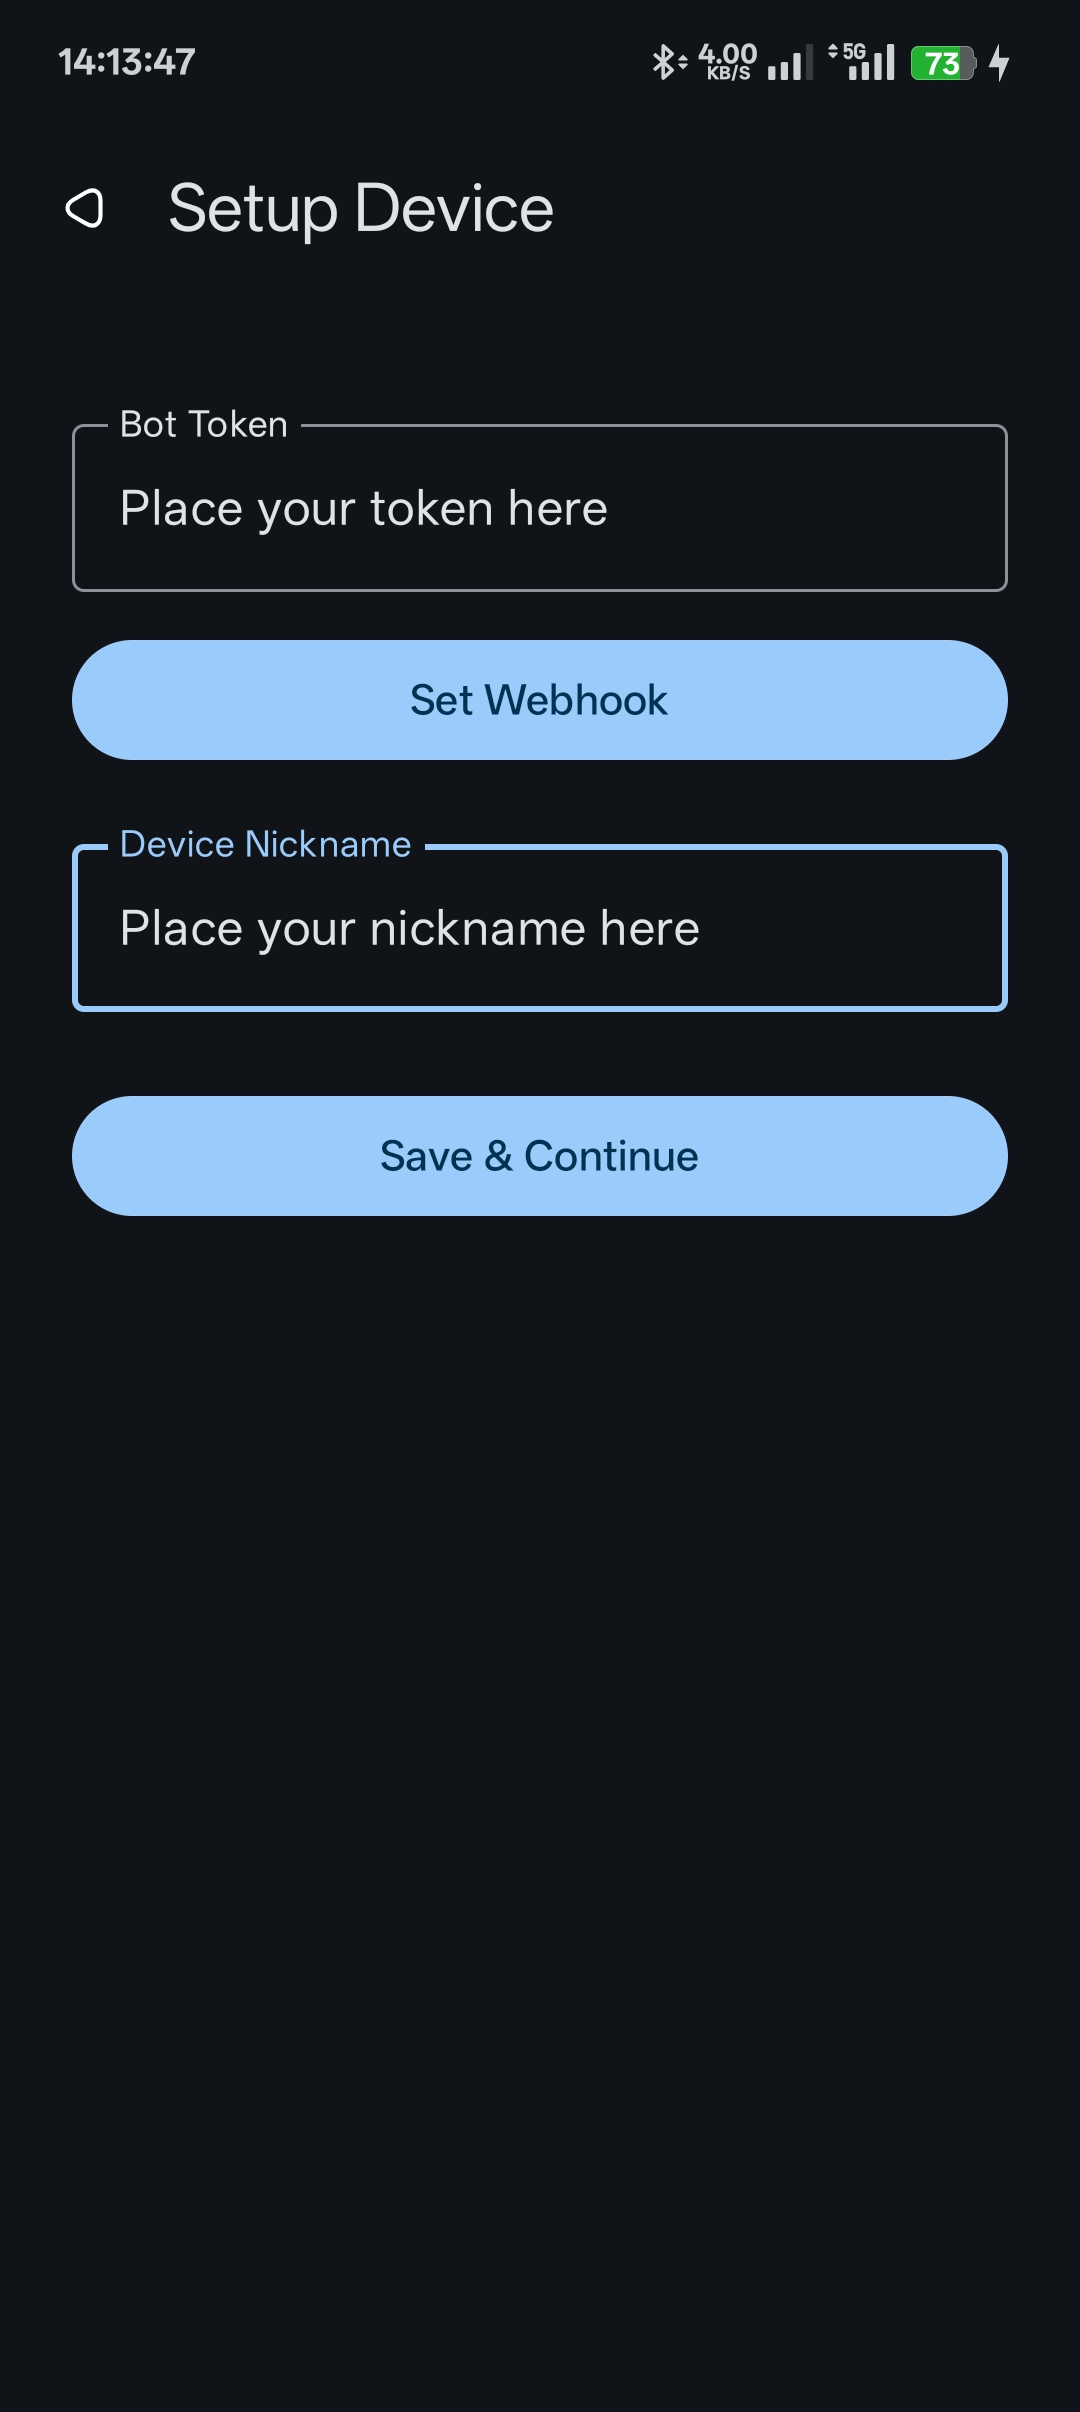 14:13:47
4.00
KB/S
5G
73
Setup Device
Bot Token
Place your token here
Set Webhook
Device Nickname
Place your nickname here
Save & Continue